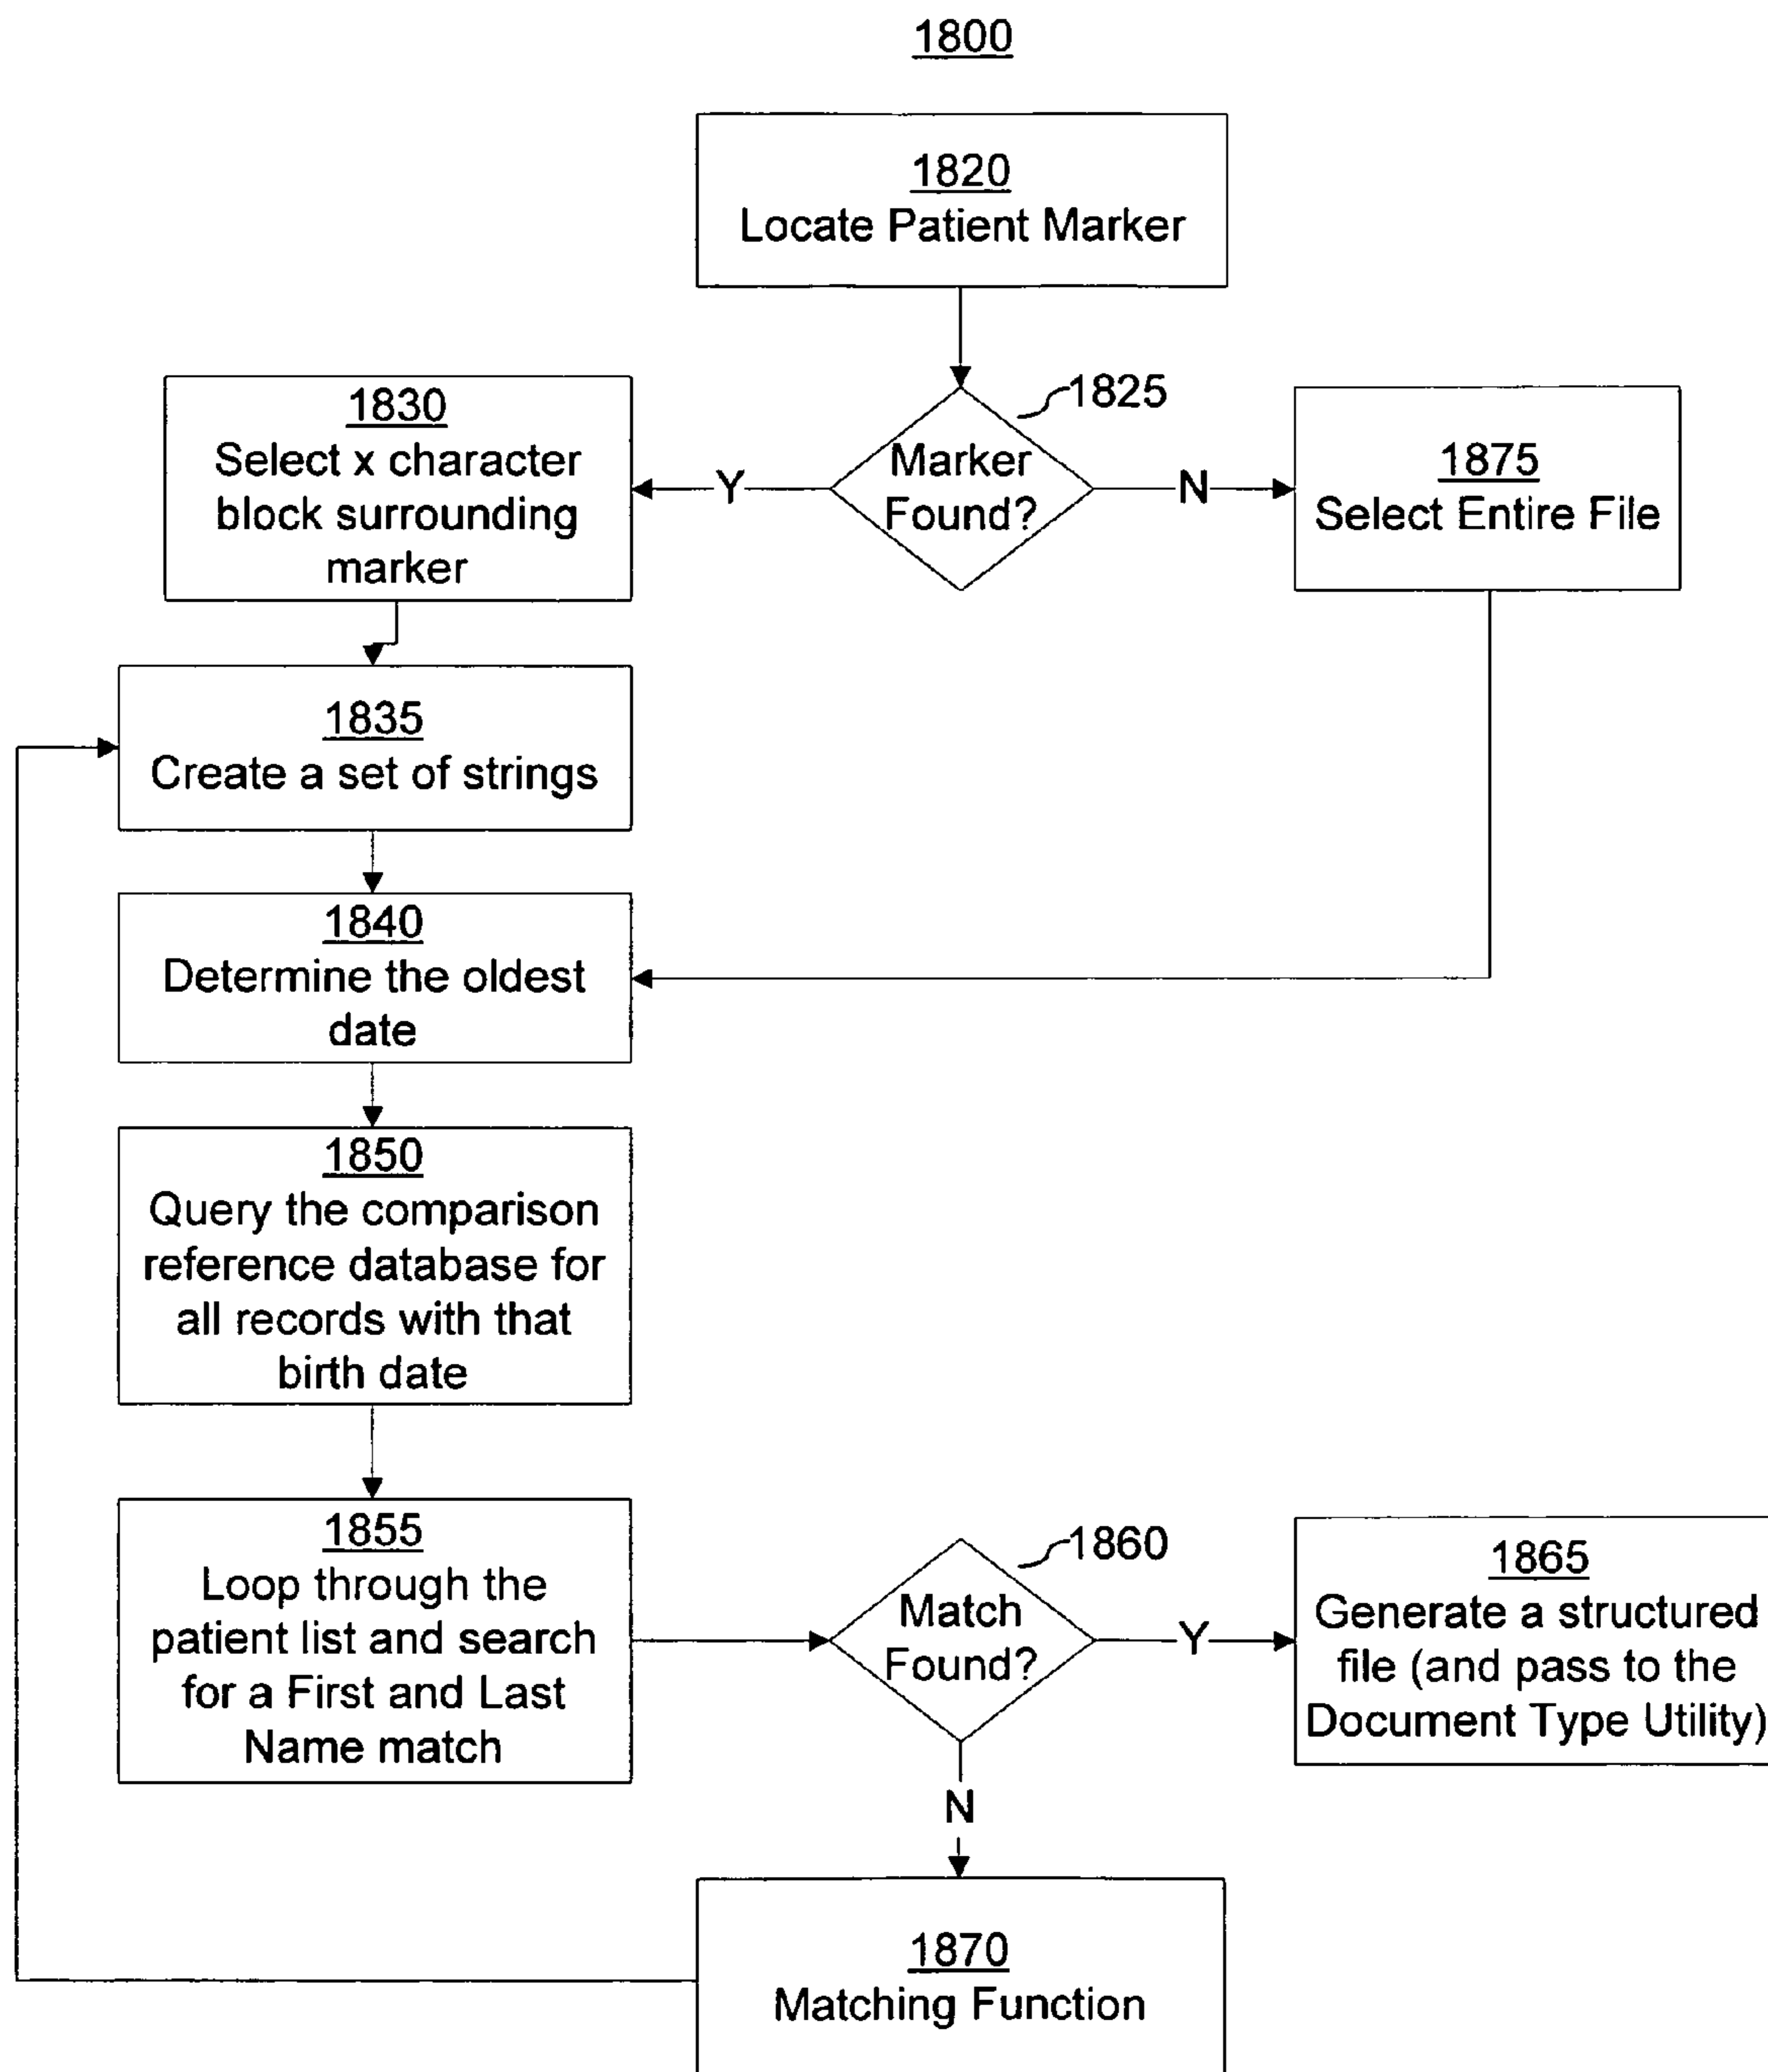 1800
1820
Locate Patient Marker
1825
Marker
Found?
Y
N
1830
Select x character
block surrounding
marker
1875
Select Entire File
1835
Create a set of strings
1840
Determine the oldest
date
1850
Query the comparison
reference database for
all records with that
birth date
1855
Loop through the
patient list and search
for a First and Last
Name match
1860
Match
Found?
Y
1865
Generate a structured
file (and pass to the
Document Type Utility)
N
1870
Matching Function